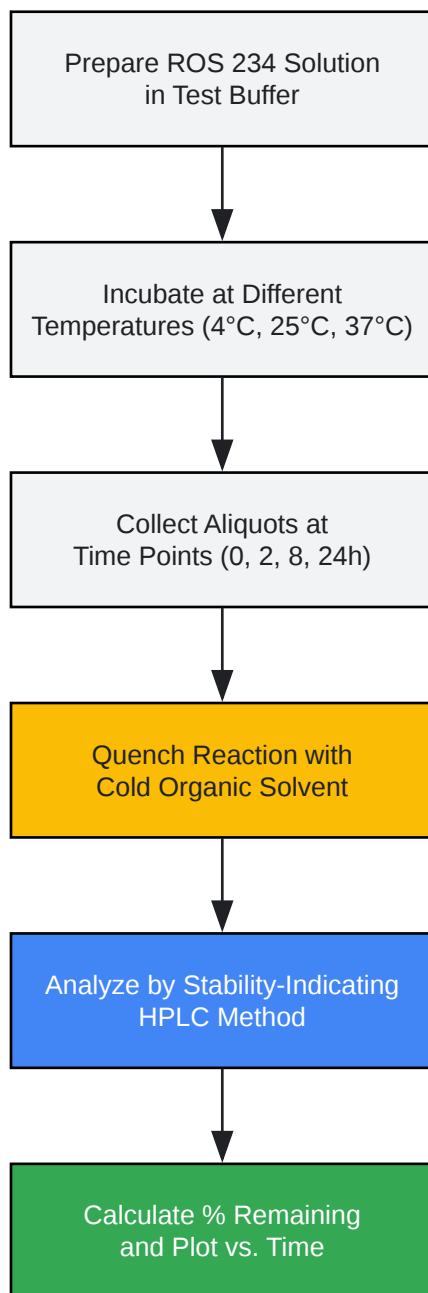 Prepare ROS 234 Solution
in Test Buffer
Incubate at Different
Temperatures (4°C, 25°C, 37°C)
Collect Aliquots at
Time Points (0, 2, 8, 24h)
Quench Reaction with
Cold Organic Solvent
Analyze by Stability-Indicating
HPLC Method
Calculate % Remaining
and Plot vs. Time